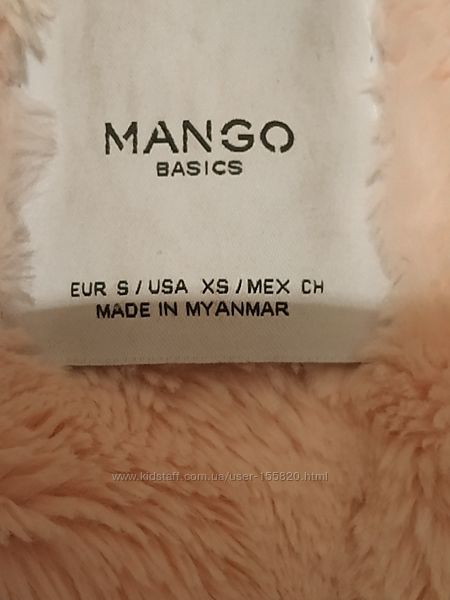 MANGO
BASICS
EUR S / USA XS / MEX CH
MADE IN MYANMAR
www.kidstaff.com.ua/user-155820.html